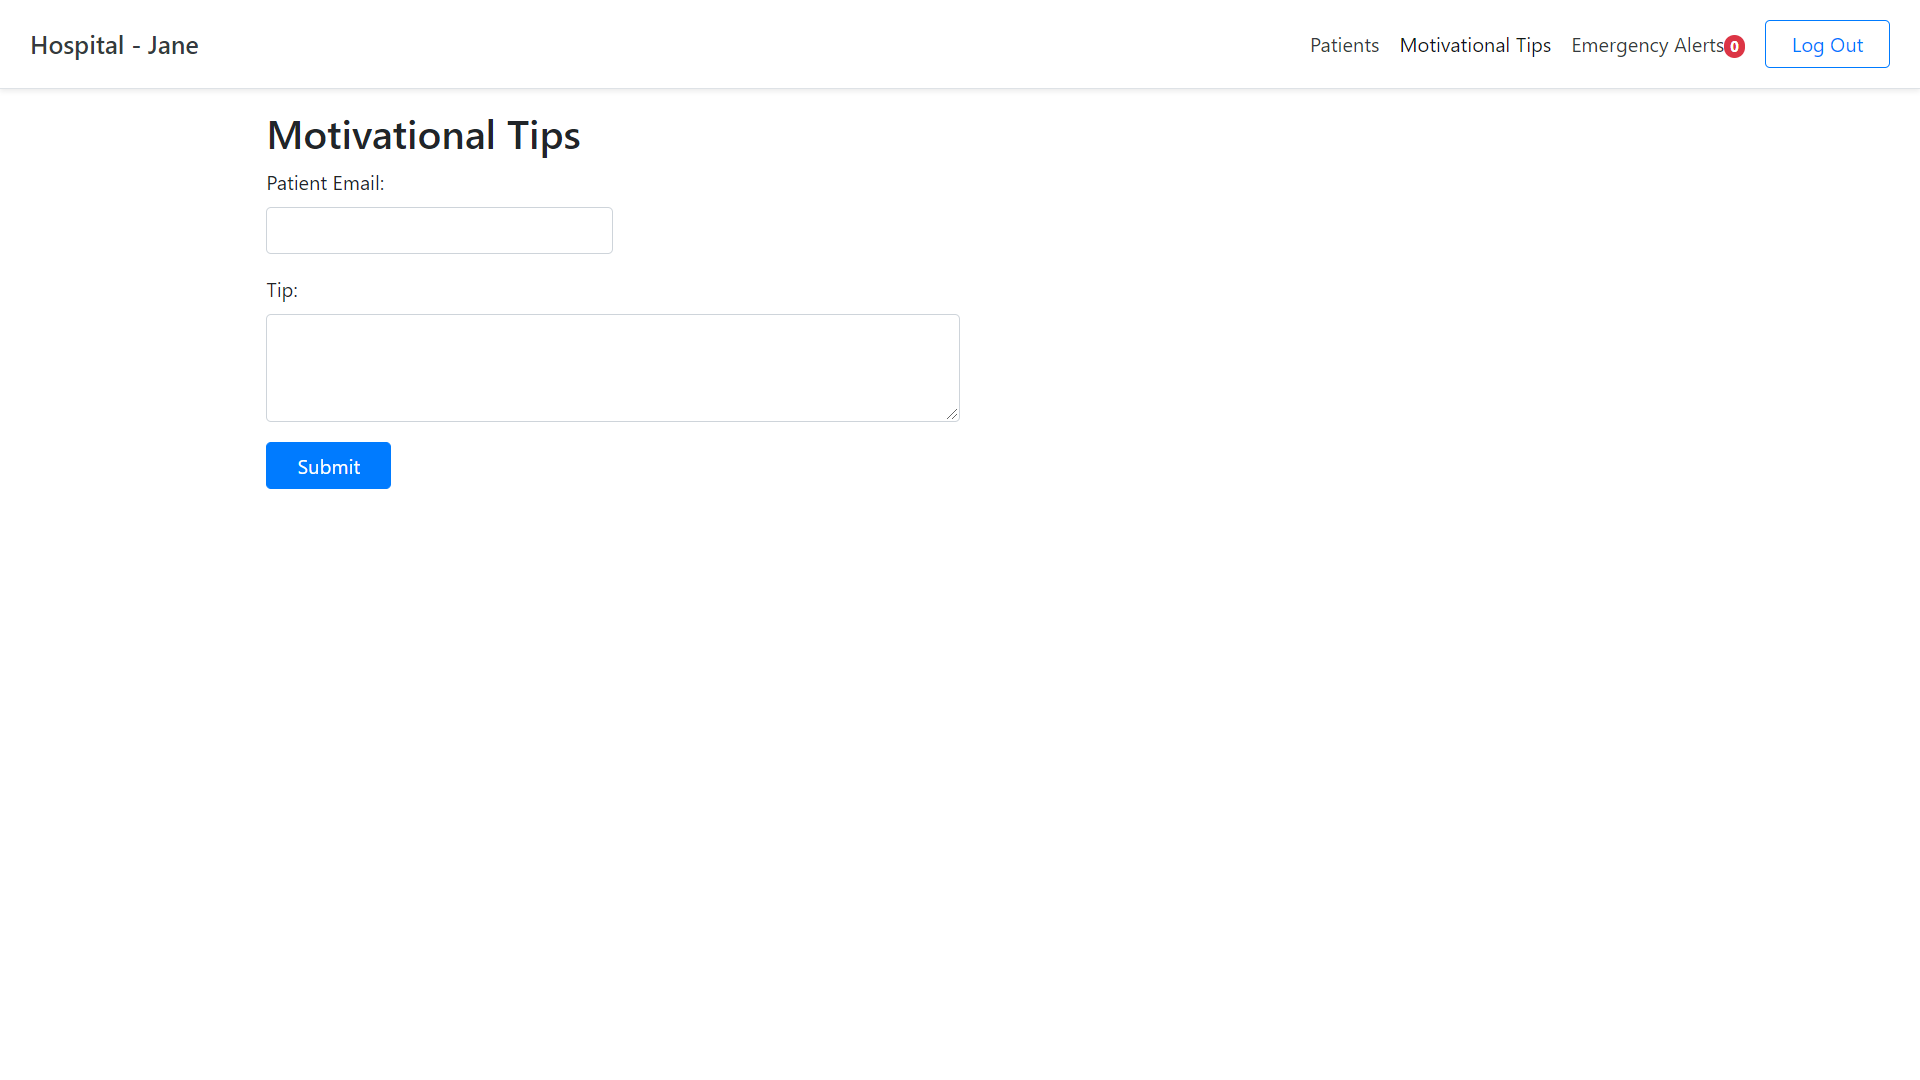 Hospital - Jane
Patients Motivational Tips Emergency Alerts 0 Log Out
Motivational Tips
Patient Email:
Tip:
Submit